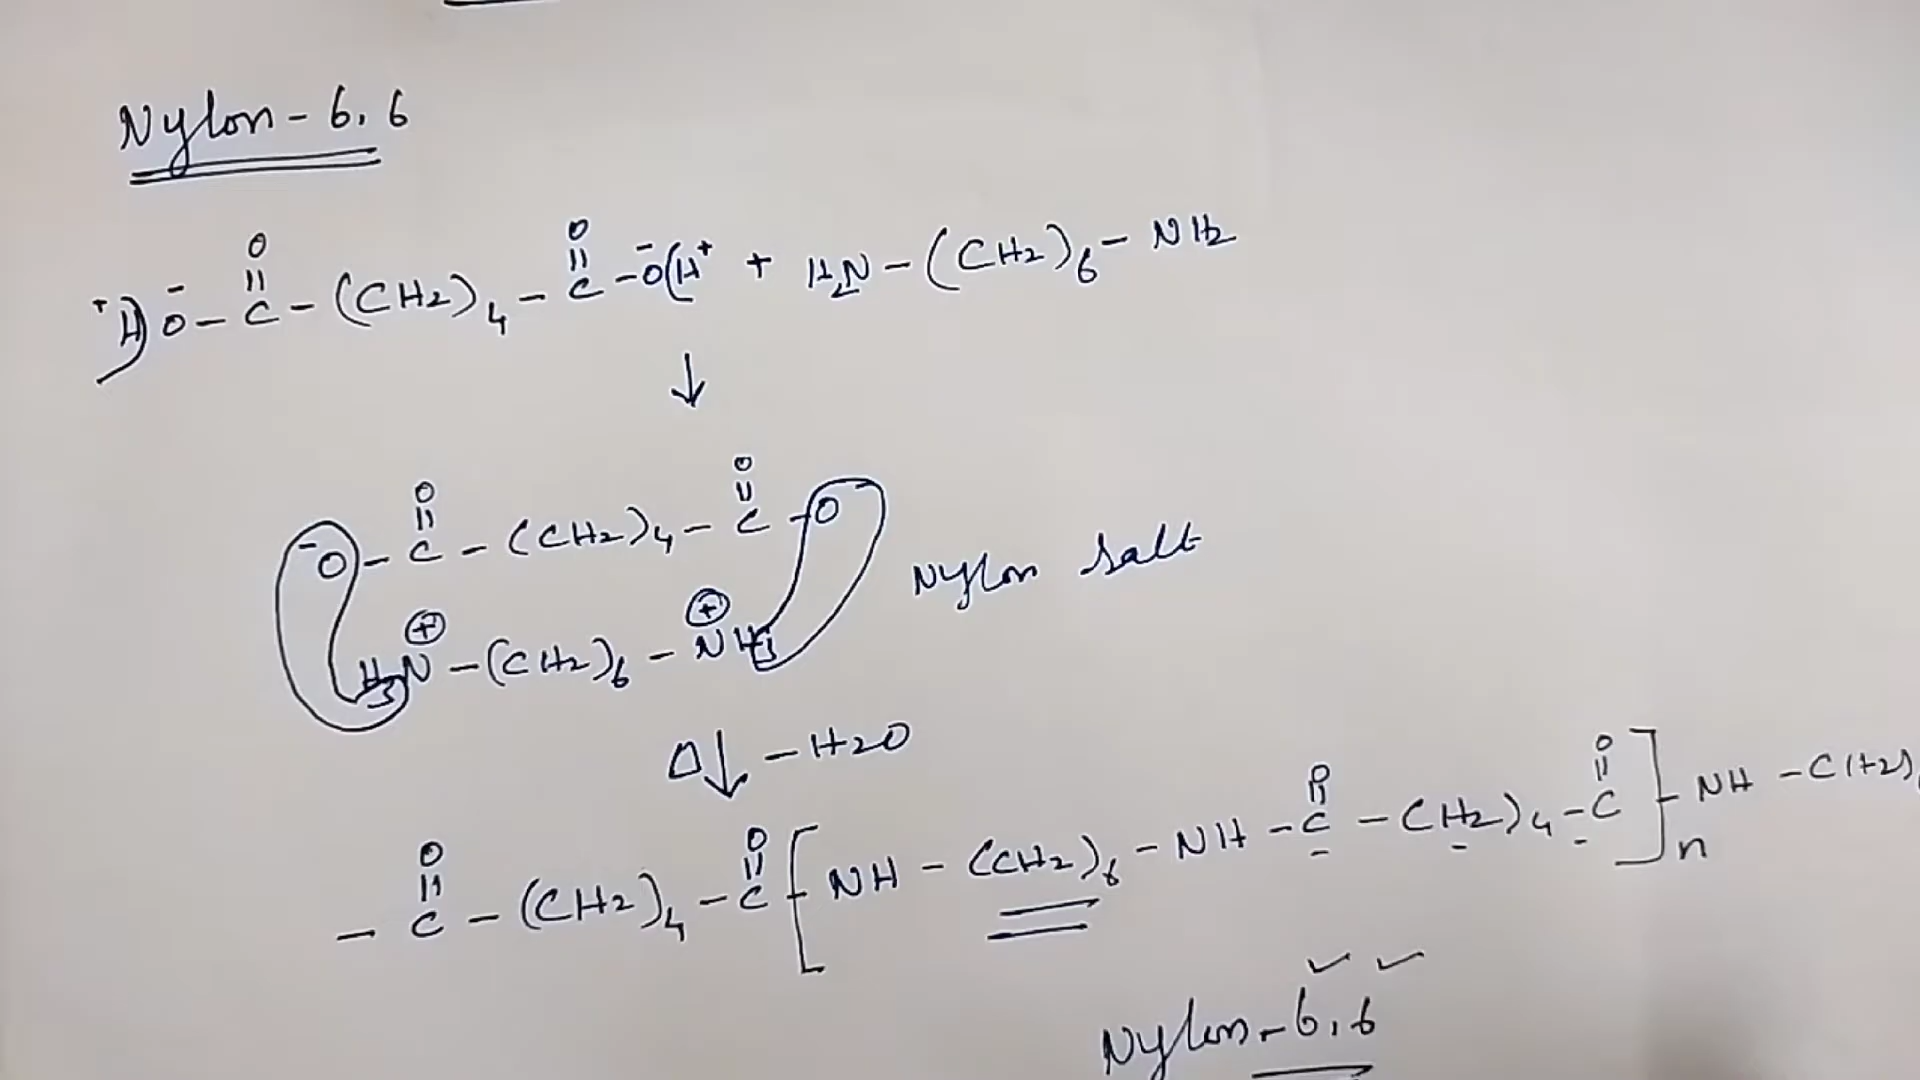 Nylon - 6,6
O O
|| ||
⁺H)O⁻ - C - (CH2)4 - C - O⁻(H⁺ + H2N - (CH2)6 - NH2
↓
O O
|| ||
⁻O - C - (CH2)4 - C - O⁻
Nylon salt
⊕ ⊕
H3N - (CH2)6 - NH3
Δ↓ - H2O
O O O O
|| || || ||
- C - (CH2)4 - C -[NH - (CH2)6 - NH - C - (CH2)4 - C]n - NH - C(H2)
✓ ✓
Nylon - 6,6